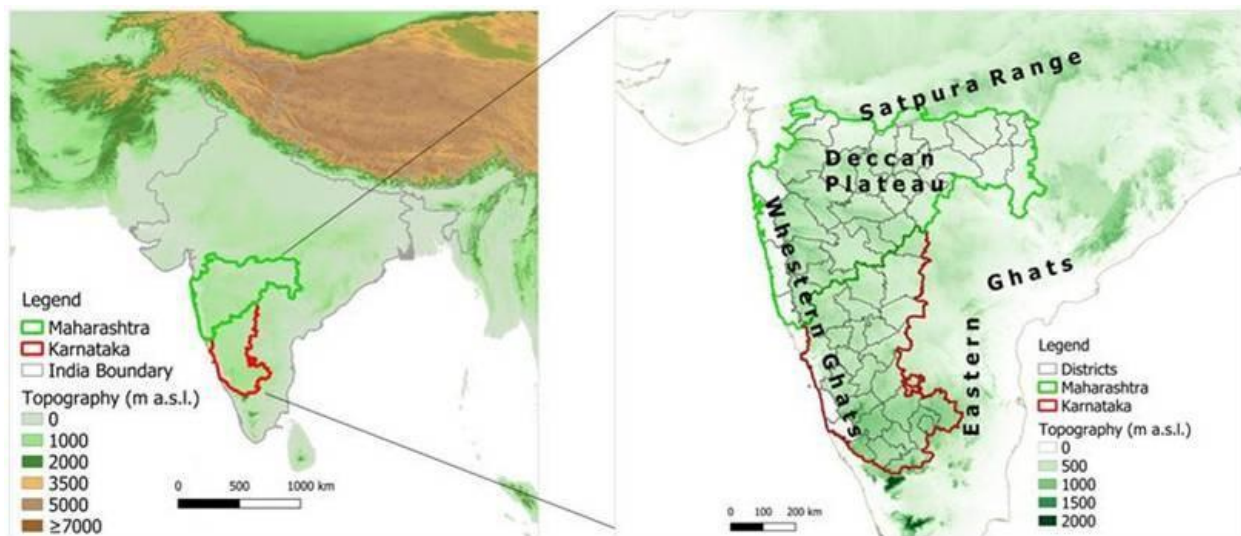 Legend
Maharashtra
Karnataka
India Boundary
Topography (m a.s.l.)
0
1000
2000
3500
5000
≥7000
0 500 1000 km
Satpura Range
Deccan
Plateau
Whestern Ghats
Eastern
Ghats
Legend
Districts
Maharashtra
Karnataka
Topography (m a.s.l.)
0
500
1000
1500
2000
0 100 200 km